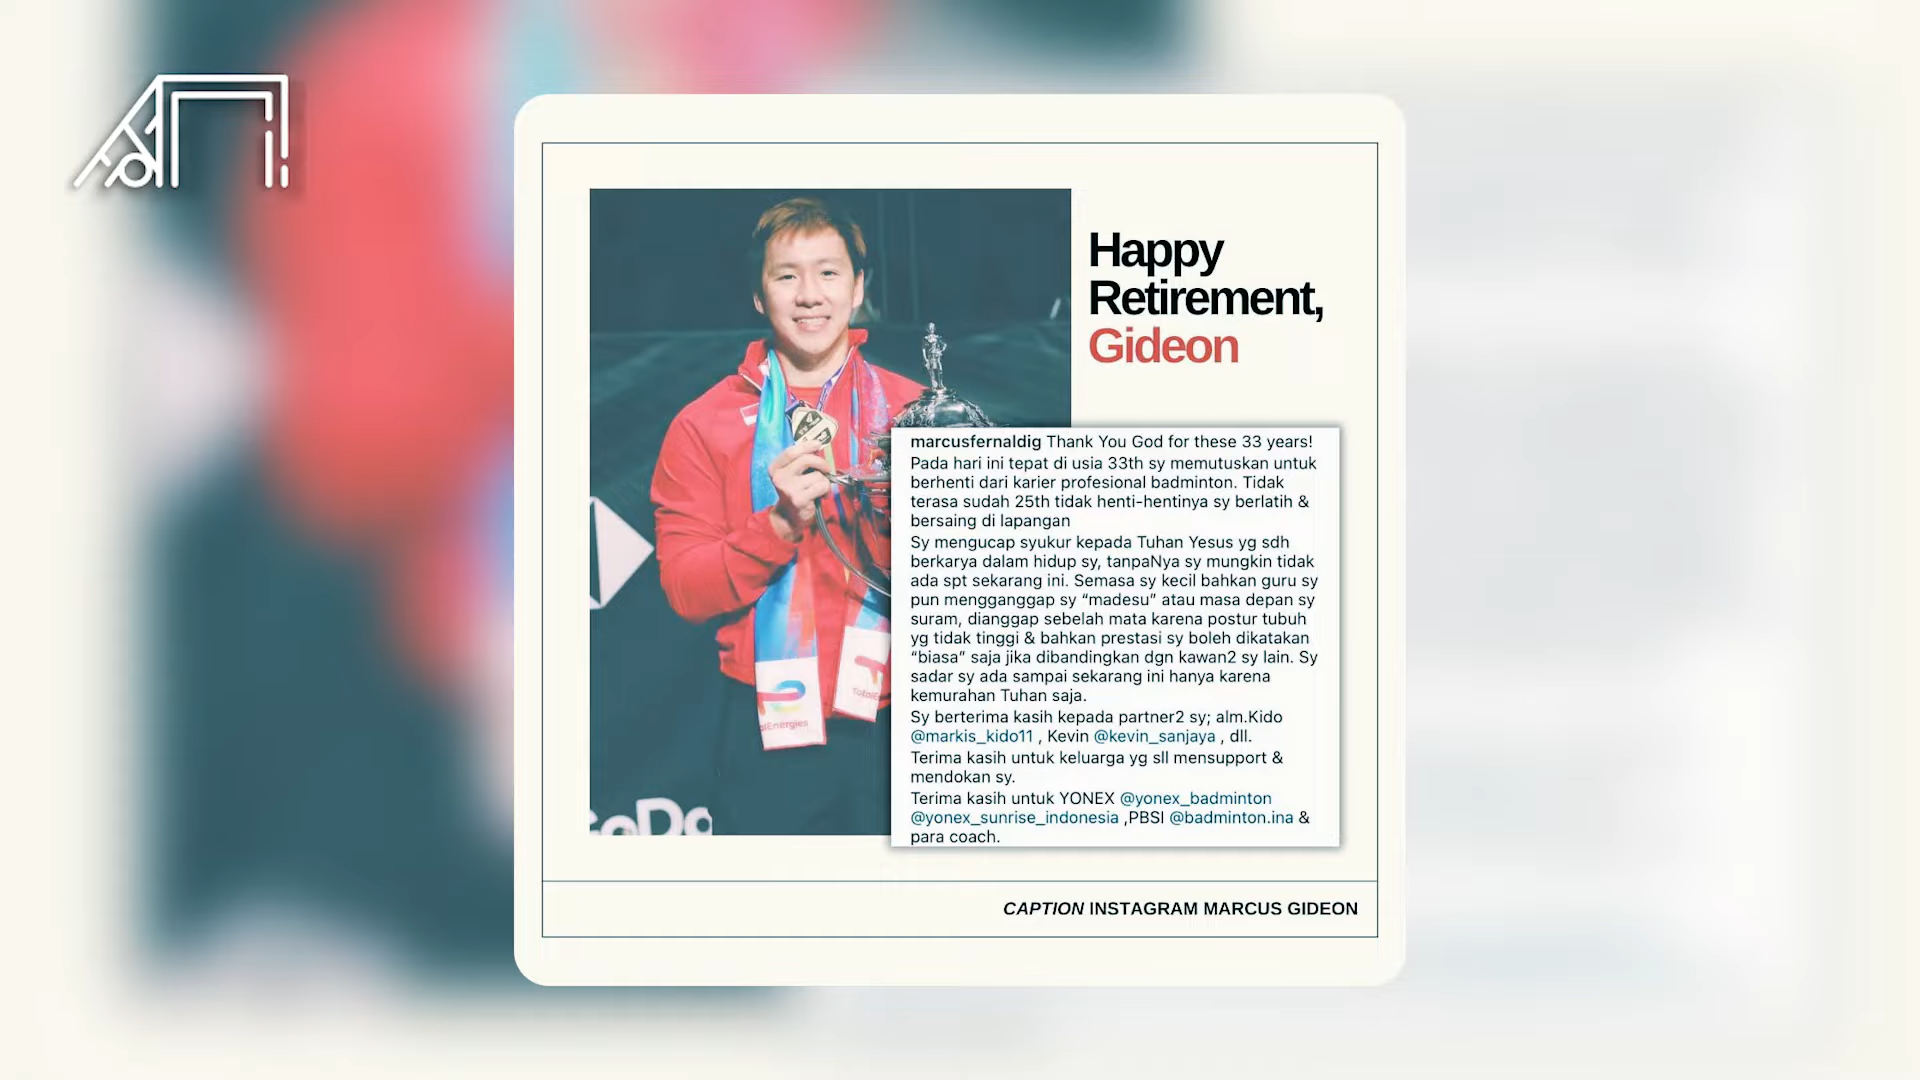 Happy
Retirement,
Gideon
marcusfernaldig Thank You God for these 33 years!
Pada hari ini tepat di usia 33th sy memutuskan untuk
berhenti dari karier profesional badminton. Tidak
terasa sudah 25th tidak henti-hentinya sy berlatih &
bersaing di lapangan
Sy mengucap syukur kepada Tuhan Yesus yg sdh
berkarya dalam hidup sy, tanpaNya sy mungkin tidak
ada spt sekarang ini. Semasa sy kecil bahkan guru sy
pun mengganggap sy “madesu” atau masa depan sy
suram, dianggap sebelah mata karena postur tubuh
yg tidak tinggi & bahkan prestasi sy boleh dikatakan
“biasa” saja jika dibandingkan dgn kawan2 sy lain. Sy
sadar sy ada sampai sekarang ini hanya karena
kemurahan Tuhan saja.
Sy berterima kasih kepada partner2 sy; alm.Kido
@markis_kido11 , Kevin @kevin_sanjaya , dll.
Terima kasih untuk keluarga yg sll mensupport &
mendokan sy.
Terima kasih untuk YONEX @yonex_badminton
@yonex_sunrise_indonesia ,PBSI @badminton.ina &
para coach.
CAPTION INSTAGRAM MARCUS GIDEON